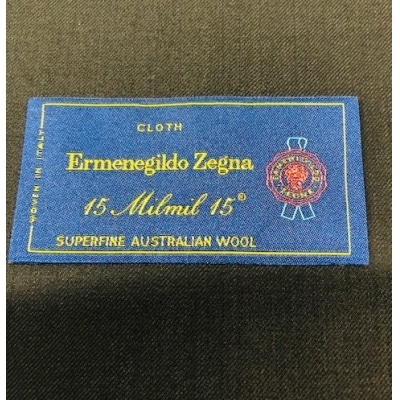 CLOTH
Ermenegildo Zegna
15 Milmil 15®
SUPERFINE AUSTRALIAN WOOL
WOVEN IN ITALY